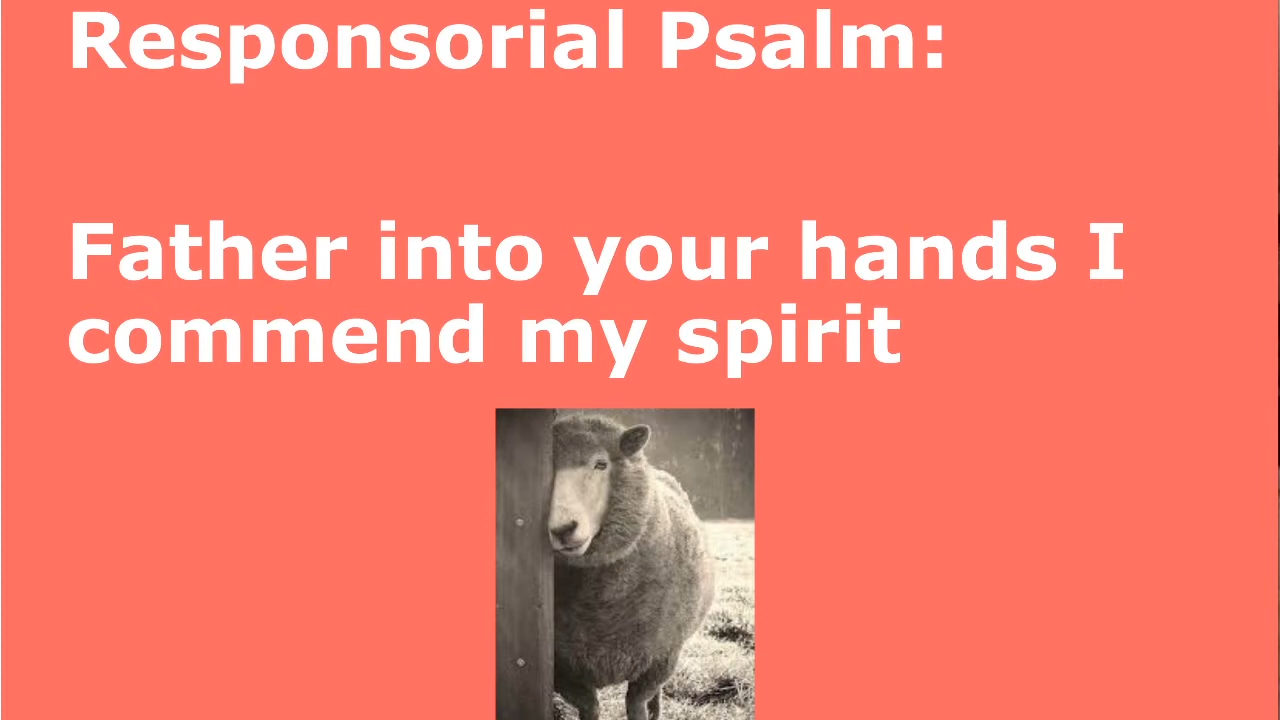 Responsorial Psalm:
Father into your hands I
commend my spirit